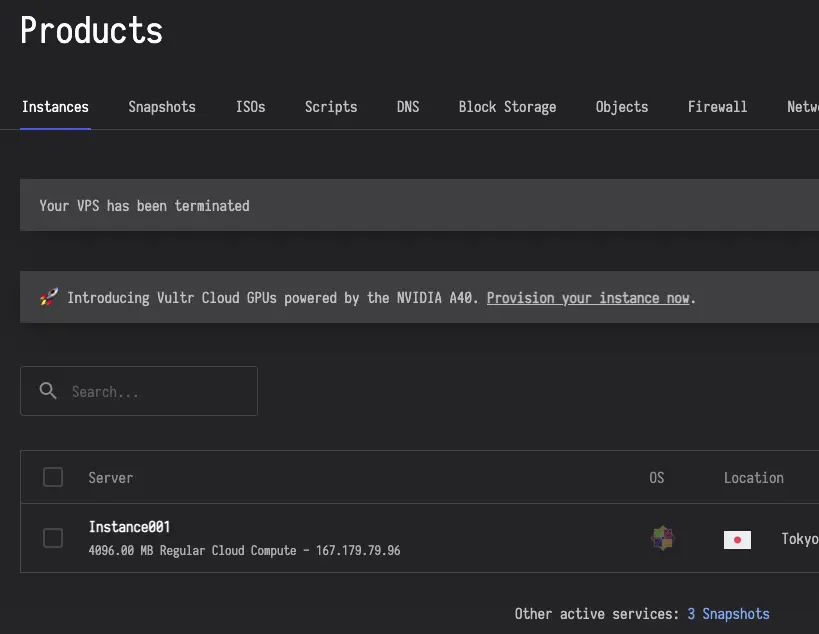 Products
Instances Snapshots ISOs Scripts DNS Block Storage Objects Firewall Netw
Your VPS has been terminated
🚀 Introducing Vultr Cloud GPUs powered by the NVIDIA A40. Provision your instance now.
Search...
Server OS Location
Instance001
4096.00 MB Regular Cloud Compute – 167.179.79.96
Tokyo
Other active services: 3 Snapshots